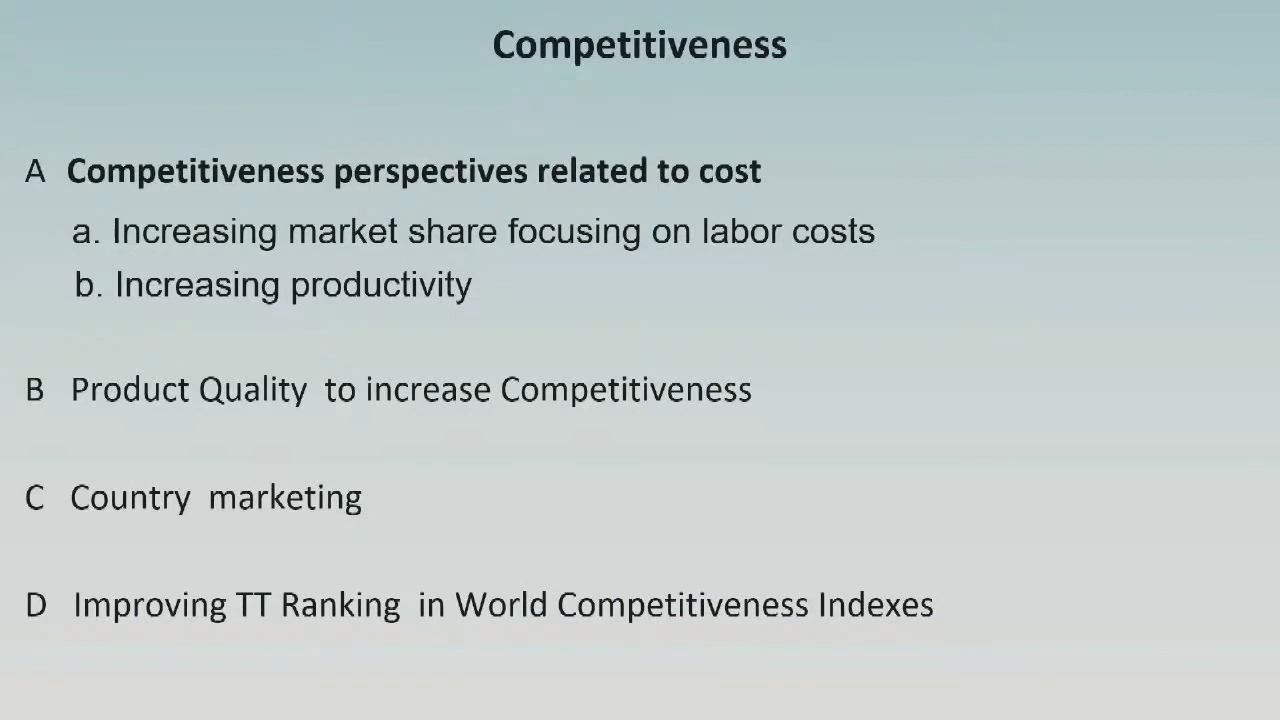 Competitiveness
A Competitiveness perspectives related to cost
a. Increasing market share focusing on labor costs
b. Increasing productivity
B Product Quality to increase Competitiveness
C Country marketing
D Improving TT Ranking in World Competitiveness Indexes